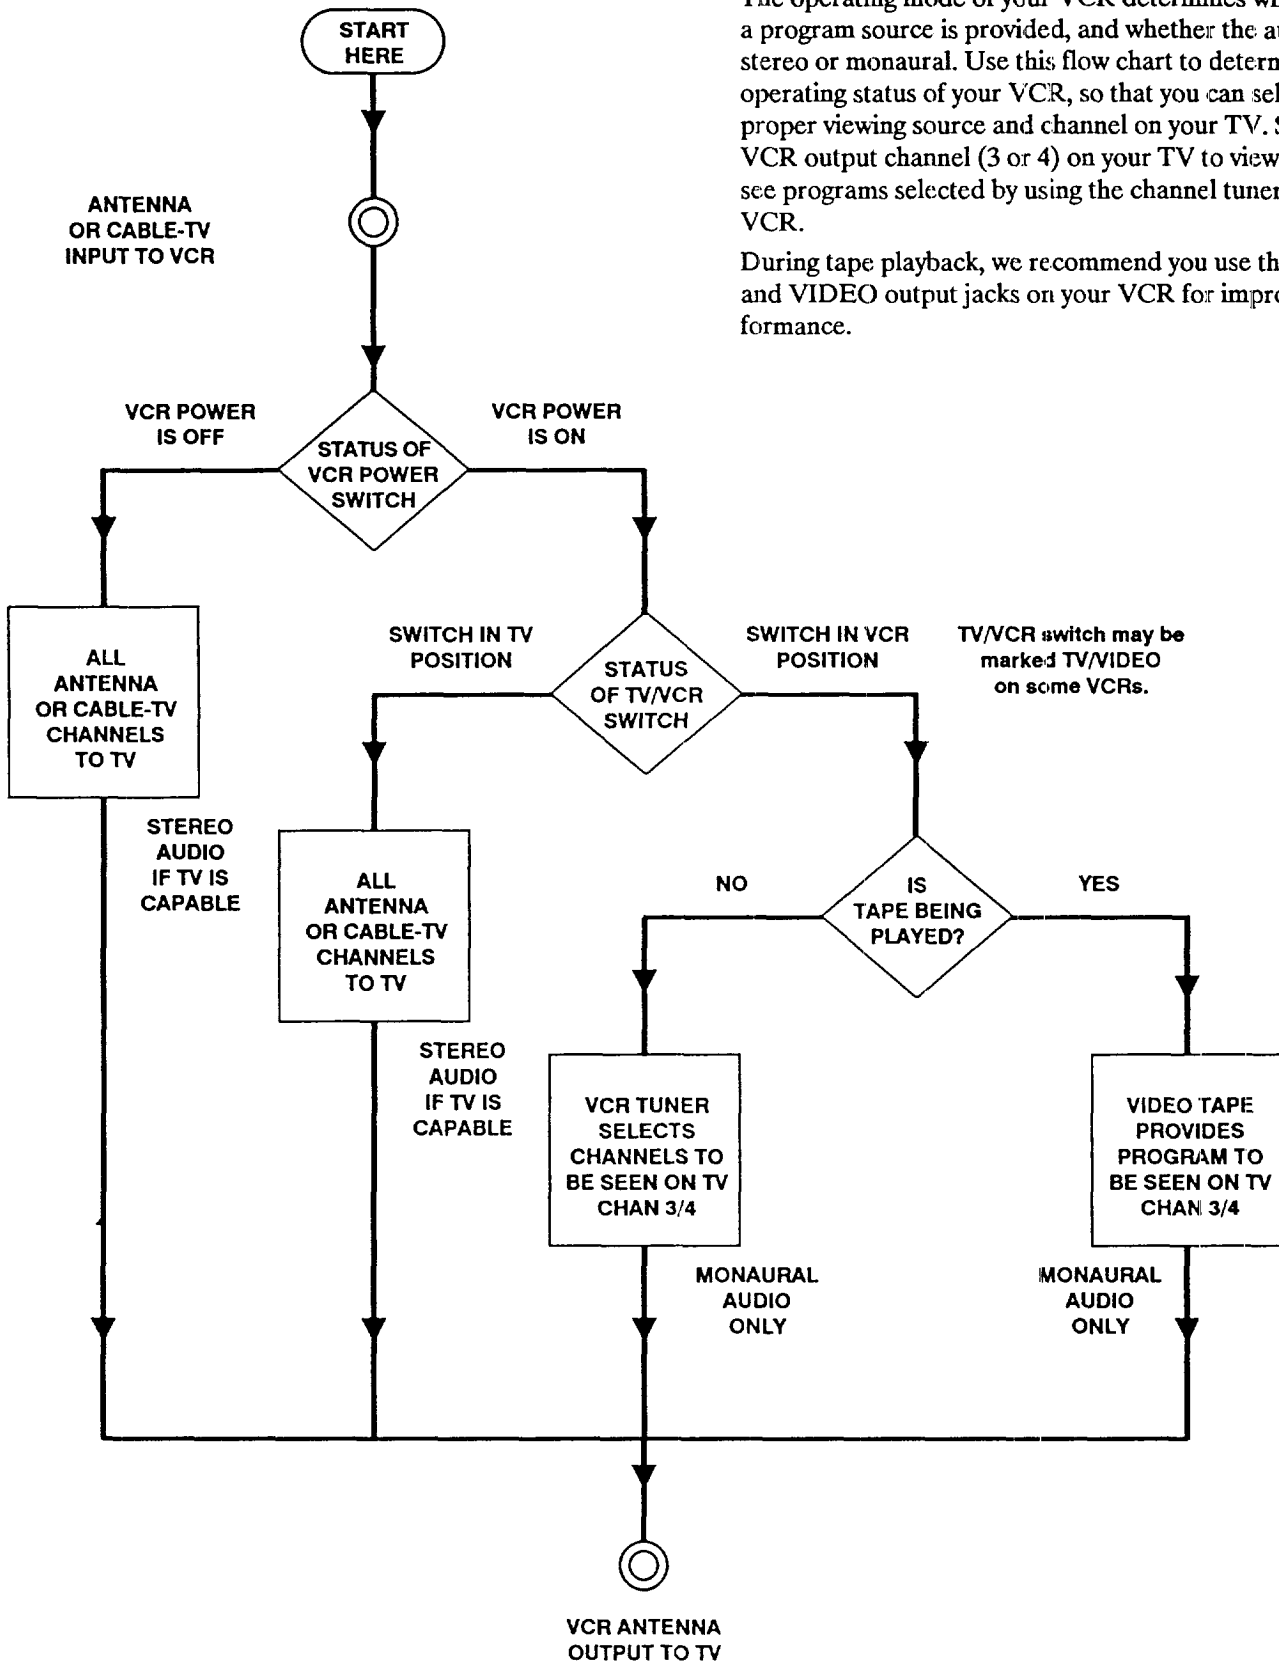 The operating mode of your VCR determines
a program source is provided, and whether the
stereo or monaural. Use this flow chart to
operating status of your VCR, so that you can
proper viewing source and channel on your TV.
VCR output channel (3 or 4) on your TV to view
see programs selected by using the channel tuner
VCR.
During tape playback, we recommend you use
and VIDEO output jacks on your VCR for
formance.
START
HERE
ANTENNA
OR CABLE-TV
INPUT TO VCR
VCR POWER
IS OFF
STATUS OF
VCR POWER
SWITCH
VCR POWER
IS ON
ALL
ANTENNA
OR CABLE-TV
CHANNELS
TO TV
STEREO
AUDIO
IF TV IS
CAPABLE
SWITCH IN TV
POSITION
STATUS
OF TV/VCR
SWITCH
SWITCH IN VCR
POSITION
TV/VCR switch may be
marked TV/VIDEO
on some VCRs.
ALL
ANTENNA
OR CABLE-TV
CHANNELS
TO TV
STEREO
AUDIO
IF TV IS
CAPABLE
NO
IS
TAPE BEING
PLAYED?
YES
VCR TUNER
SELECTS
CHANNELS TO
BE SEEN ON TV
CHAN 3/4
MONAURAL
AUDIO
ONLY
VIDEO TAPE
PROVIDES
PROGRAM TO
BE SEEN ON TV
CHAN 3/4
MONAURAL
AUDIO
ONLY
VCR ANTENNA
OUTPUT TO TV